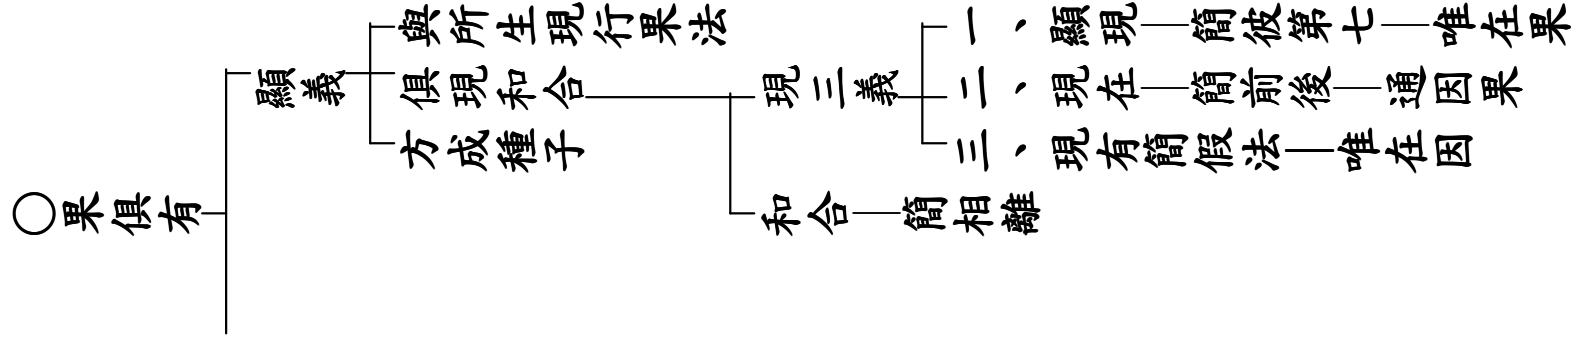 ○果俱有
顯義
與所生現行果法
俱現和合
方成種子
現三義
一、顯現—簡彼第七—唯在果
二、現在—簡前後—通因果
三、現有簡假法—唯在因
和合—簡相離